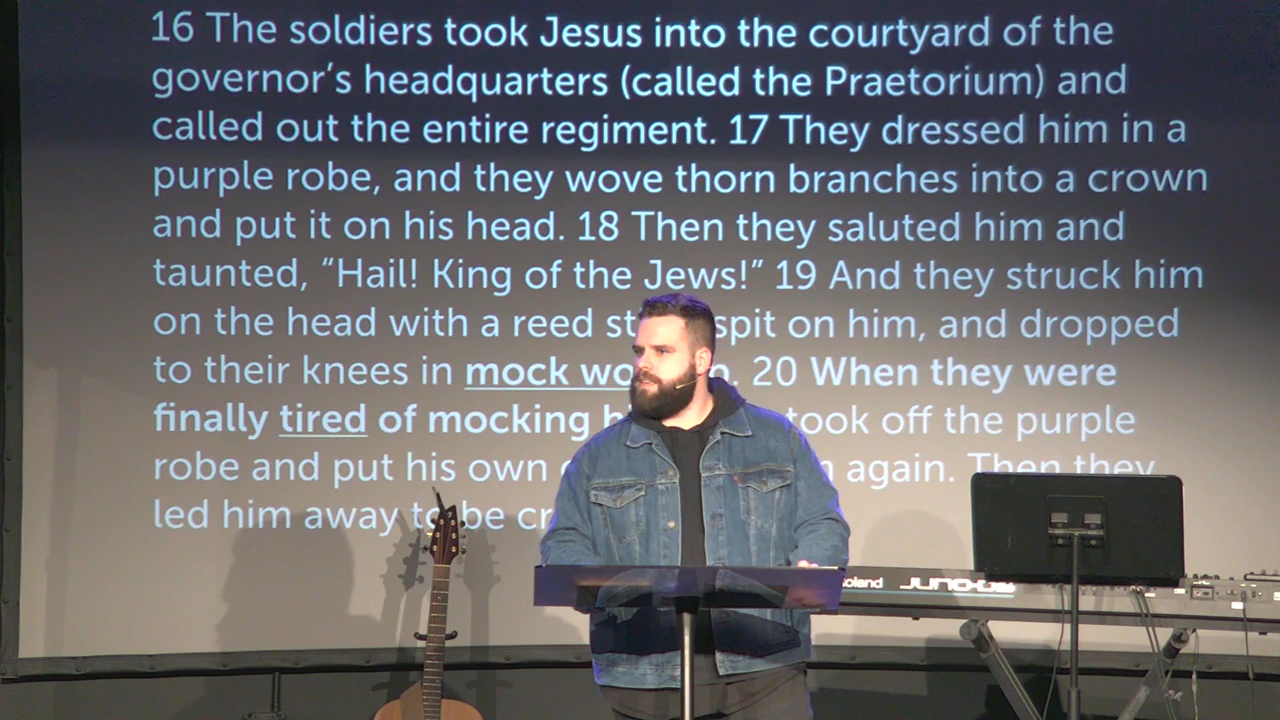 16 The soldiers took Jesus into the courtyard of the
governor’s headquarters (called the Praetorium) and
called out the entire regiment. 17 They dressed him in a
purple robe, and they wove thorn branches into a crown
and put it on his head. 18 Then they saluted him and
taunted, “Hail! King of the Jews!” 19 And they struck him
on the head with a reed spit on him, and dropped
to their knees in mock 20 When they were
finally tired of mocking took off the purple
robe and put his own again. Then they
led him away to be
Roland JUNO-DS